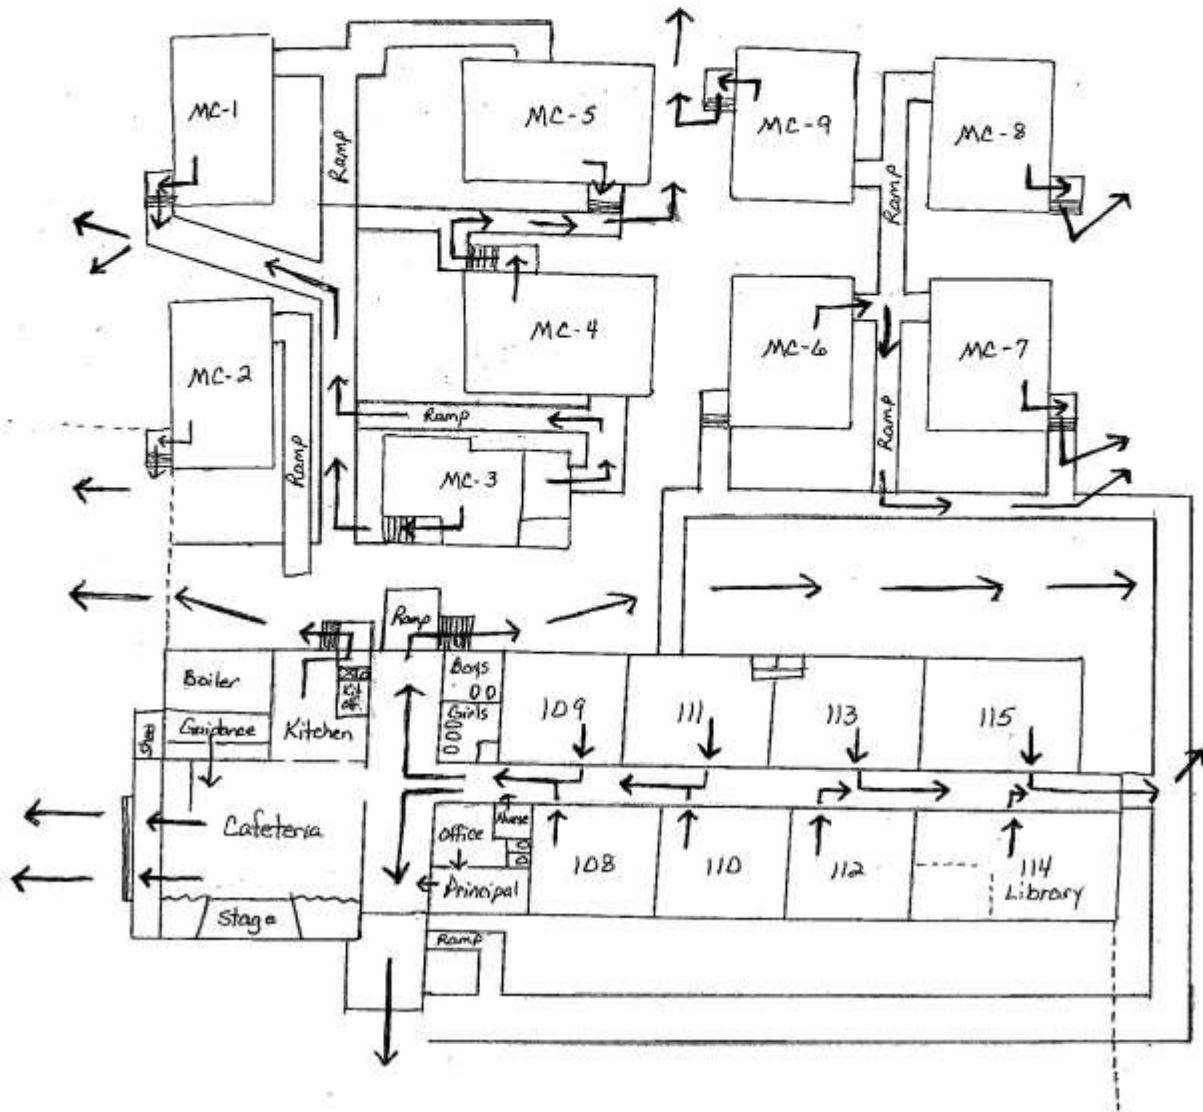 MC-1
Ramp
MC-5
MC-9
MC-8
Ramp
MC-4
MC-6
MC-7
MC-2
Ramp
Ramp
Ramp
MC-3
Ramp
Boiler
Guidance
Shed
Kitchen
Kit
Boys
Girls
109
111
113
115
Cafeteria
Office
Nurse
Principal
108
110
112
114
Library
Stage
Ramp